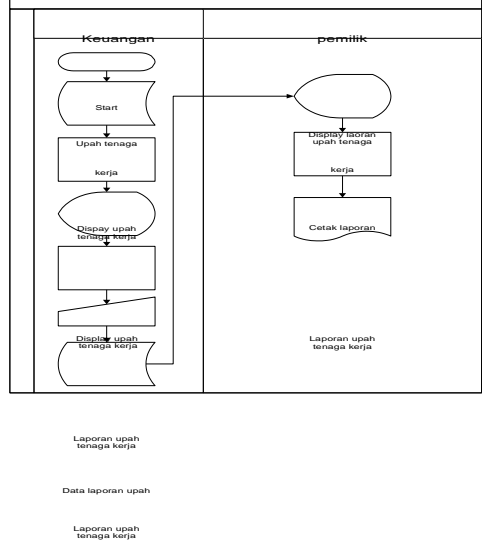 Keuangan
pemilik
Start
Upah tenaga
kerja
Dispay upah
tenaga kerja
Display upah
tenaga kerja
Laporan upah
tenaga kerja
Data laporan upah
Laporan upah
tenaga kerja
Display laoran
upah tenaga
kerja
Cetak laporan
Laporan upah
tenaga kerja